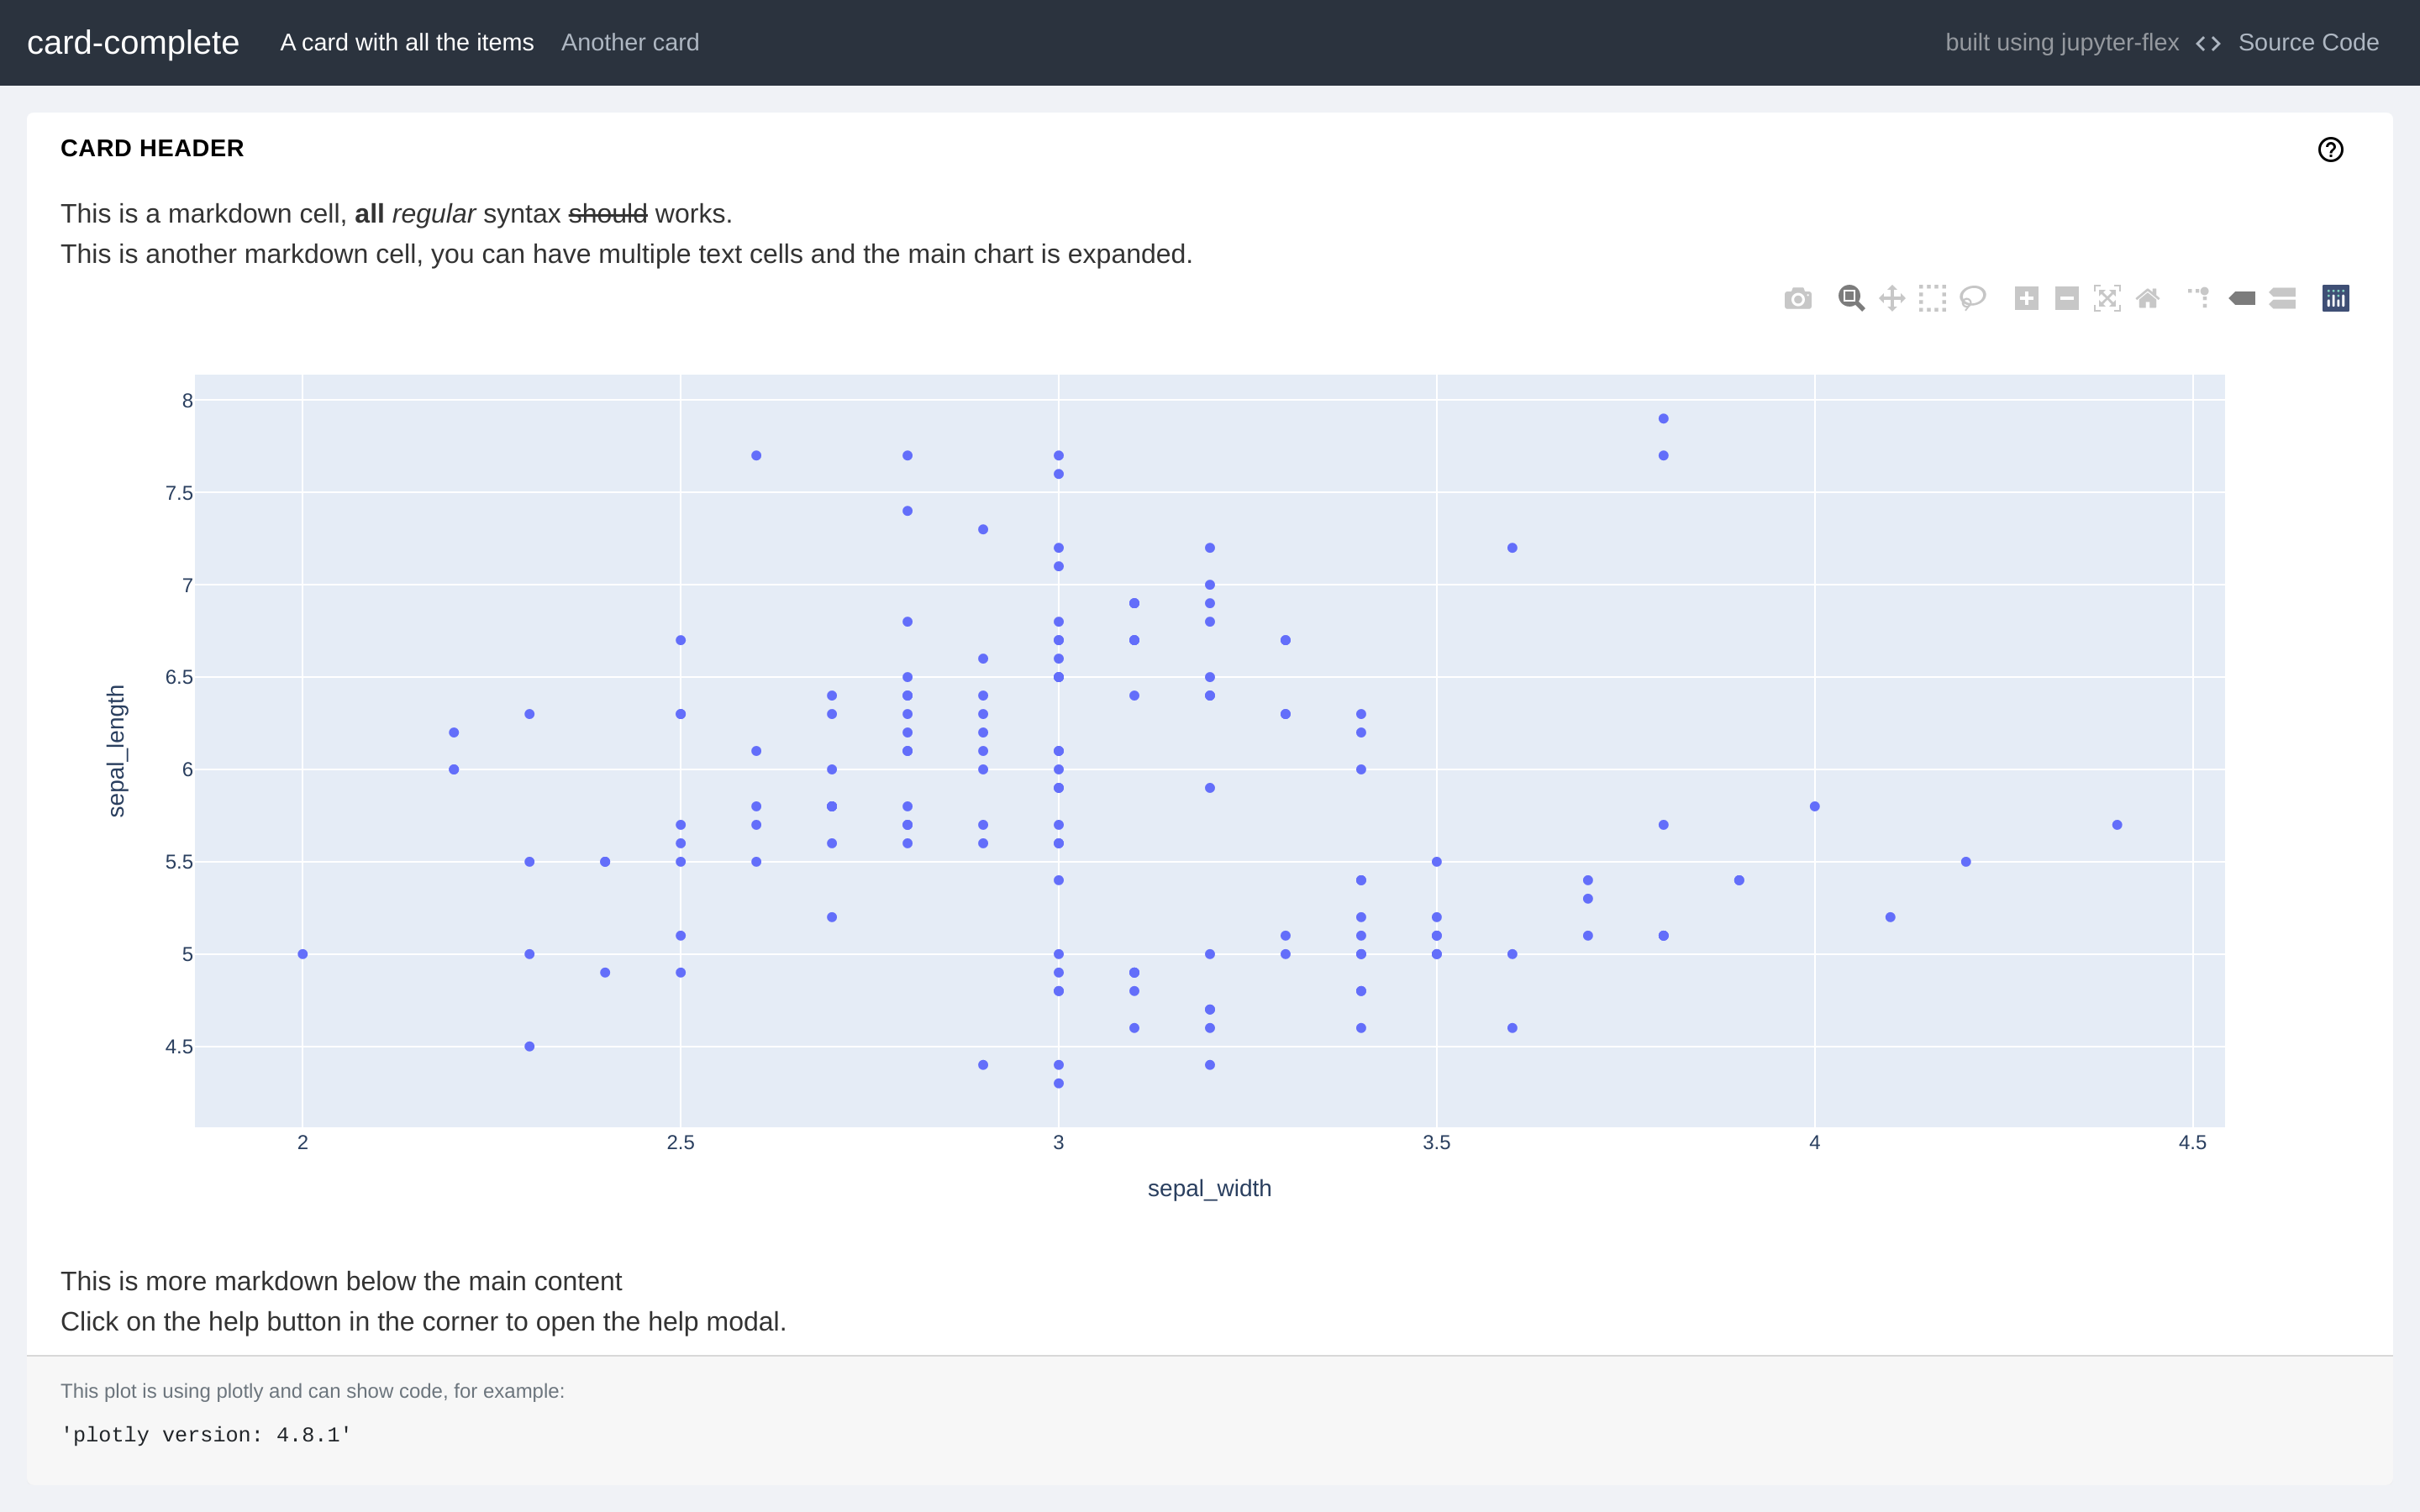 card-complete A card with all the items Another card built using jupyter-flex <> Source Code
CARD HEADER
This is a markdown cell, all regular syntax should works.
This is another markdown cell, you can have multiple text cells and the main chart is expanded.
8
7.5
7
6.5
6
5.5
5
4.5
sepal_length
2 2.5 3 3.5 4 4.5
sepal_width
This is more markdown below the main content
Click on the help button in the corner to open the help modal.
This plot is using plotly and can show code, for example:
'plotly version: 4.8.1'